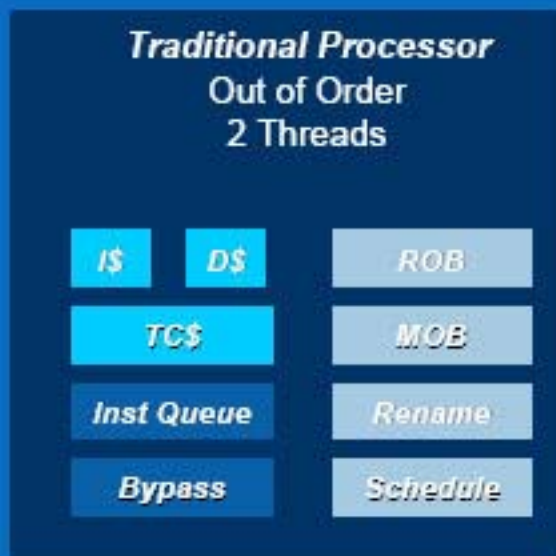 Traditional Processor
Out of Order
2 Threads
I$ D$ ROB
TC$ MOB
Inst Queue Rename
Bypass Schedule